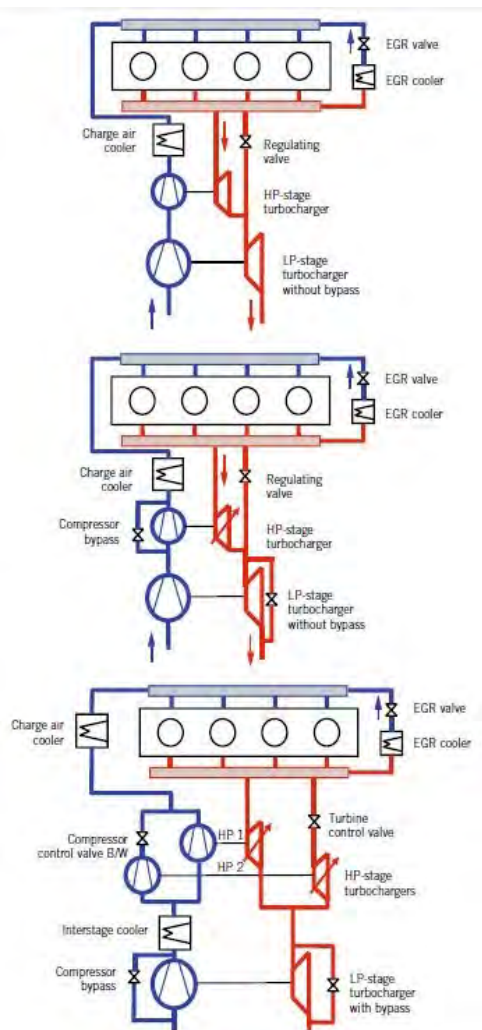 EGR valve
EGR cooler
Charge air
cooler
Regulating
valve
HP-stage
turbocharger
LP-stage
turbocharger
without bypass
EGR valve
EGR cooler
Charge air
cooler
Regulating
valve
Compressor
bypass
HP-stage
turbocharger
LP-stage
turbocharger
without bypass
EGR valve
Charge air
cooler
EGR cooler
Turbine
control valve
Compressor
control valve B/W
HP 1
HP 2
HP-stage
turbochargers
Interstage cooler
Compressor
bypass
LP-stage
turbocharger
with bypass